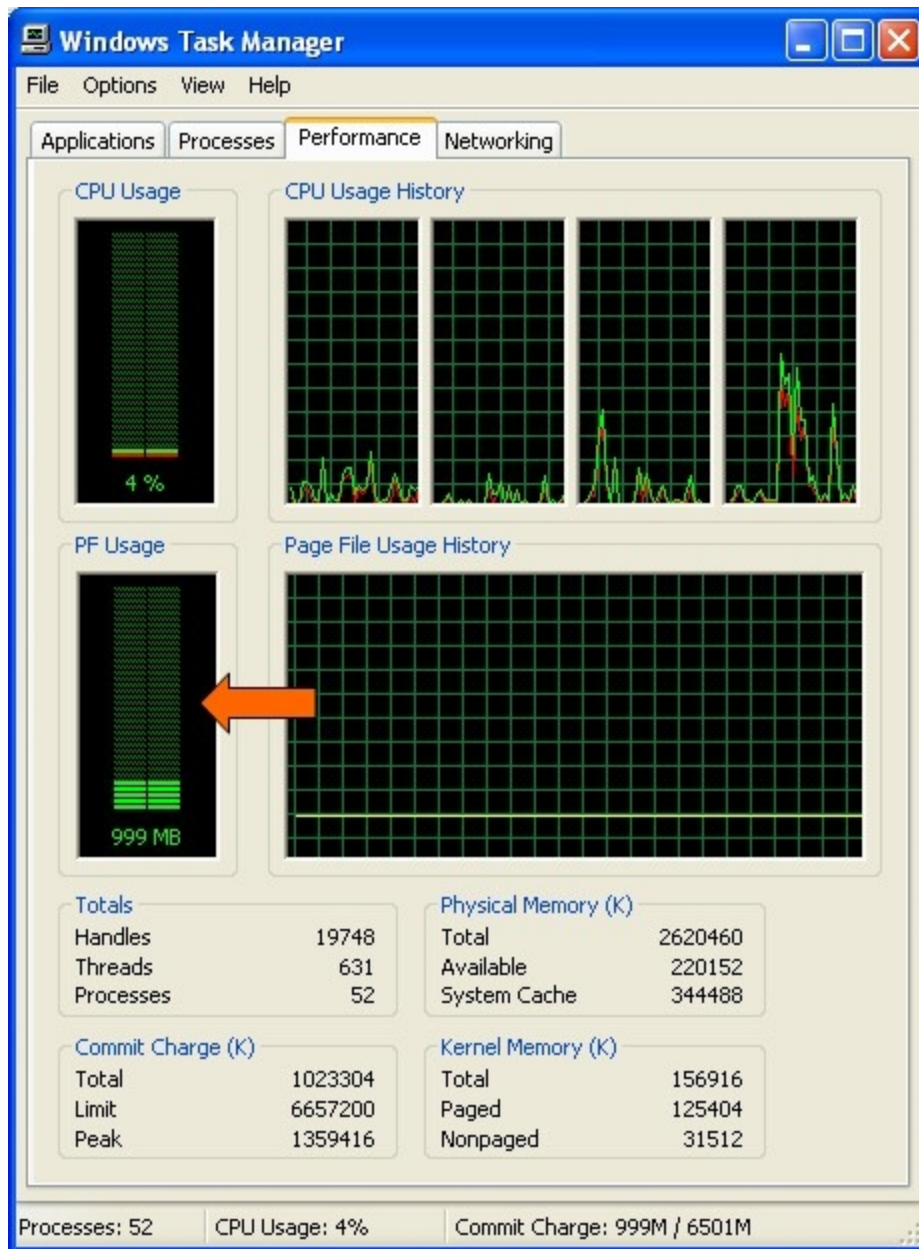 Windows Task Manager
File Options View Help
Applications Processes Performance Networking
CPU Usage CPU Usage History
4 %
PF Usage Page File Usage History
999 MB
Totals Physical Memory (K)
Handles 19748 Total 2620460
Threads 631 Available 220152
Processes 52 System Cache 344488
Commit Charge (K) Kernel Memory (K)
Total 1023304 Total 156916
Limit 6657200 Paged 125404
Peak 1359416 Nonpaged 31512
Processes: 52 CPU Usage: 4% Commit Charge: 999M / 6501M